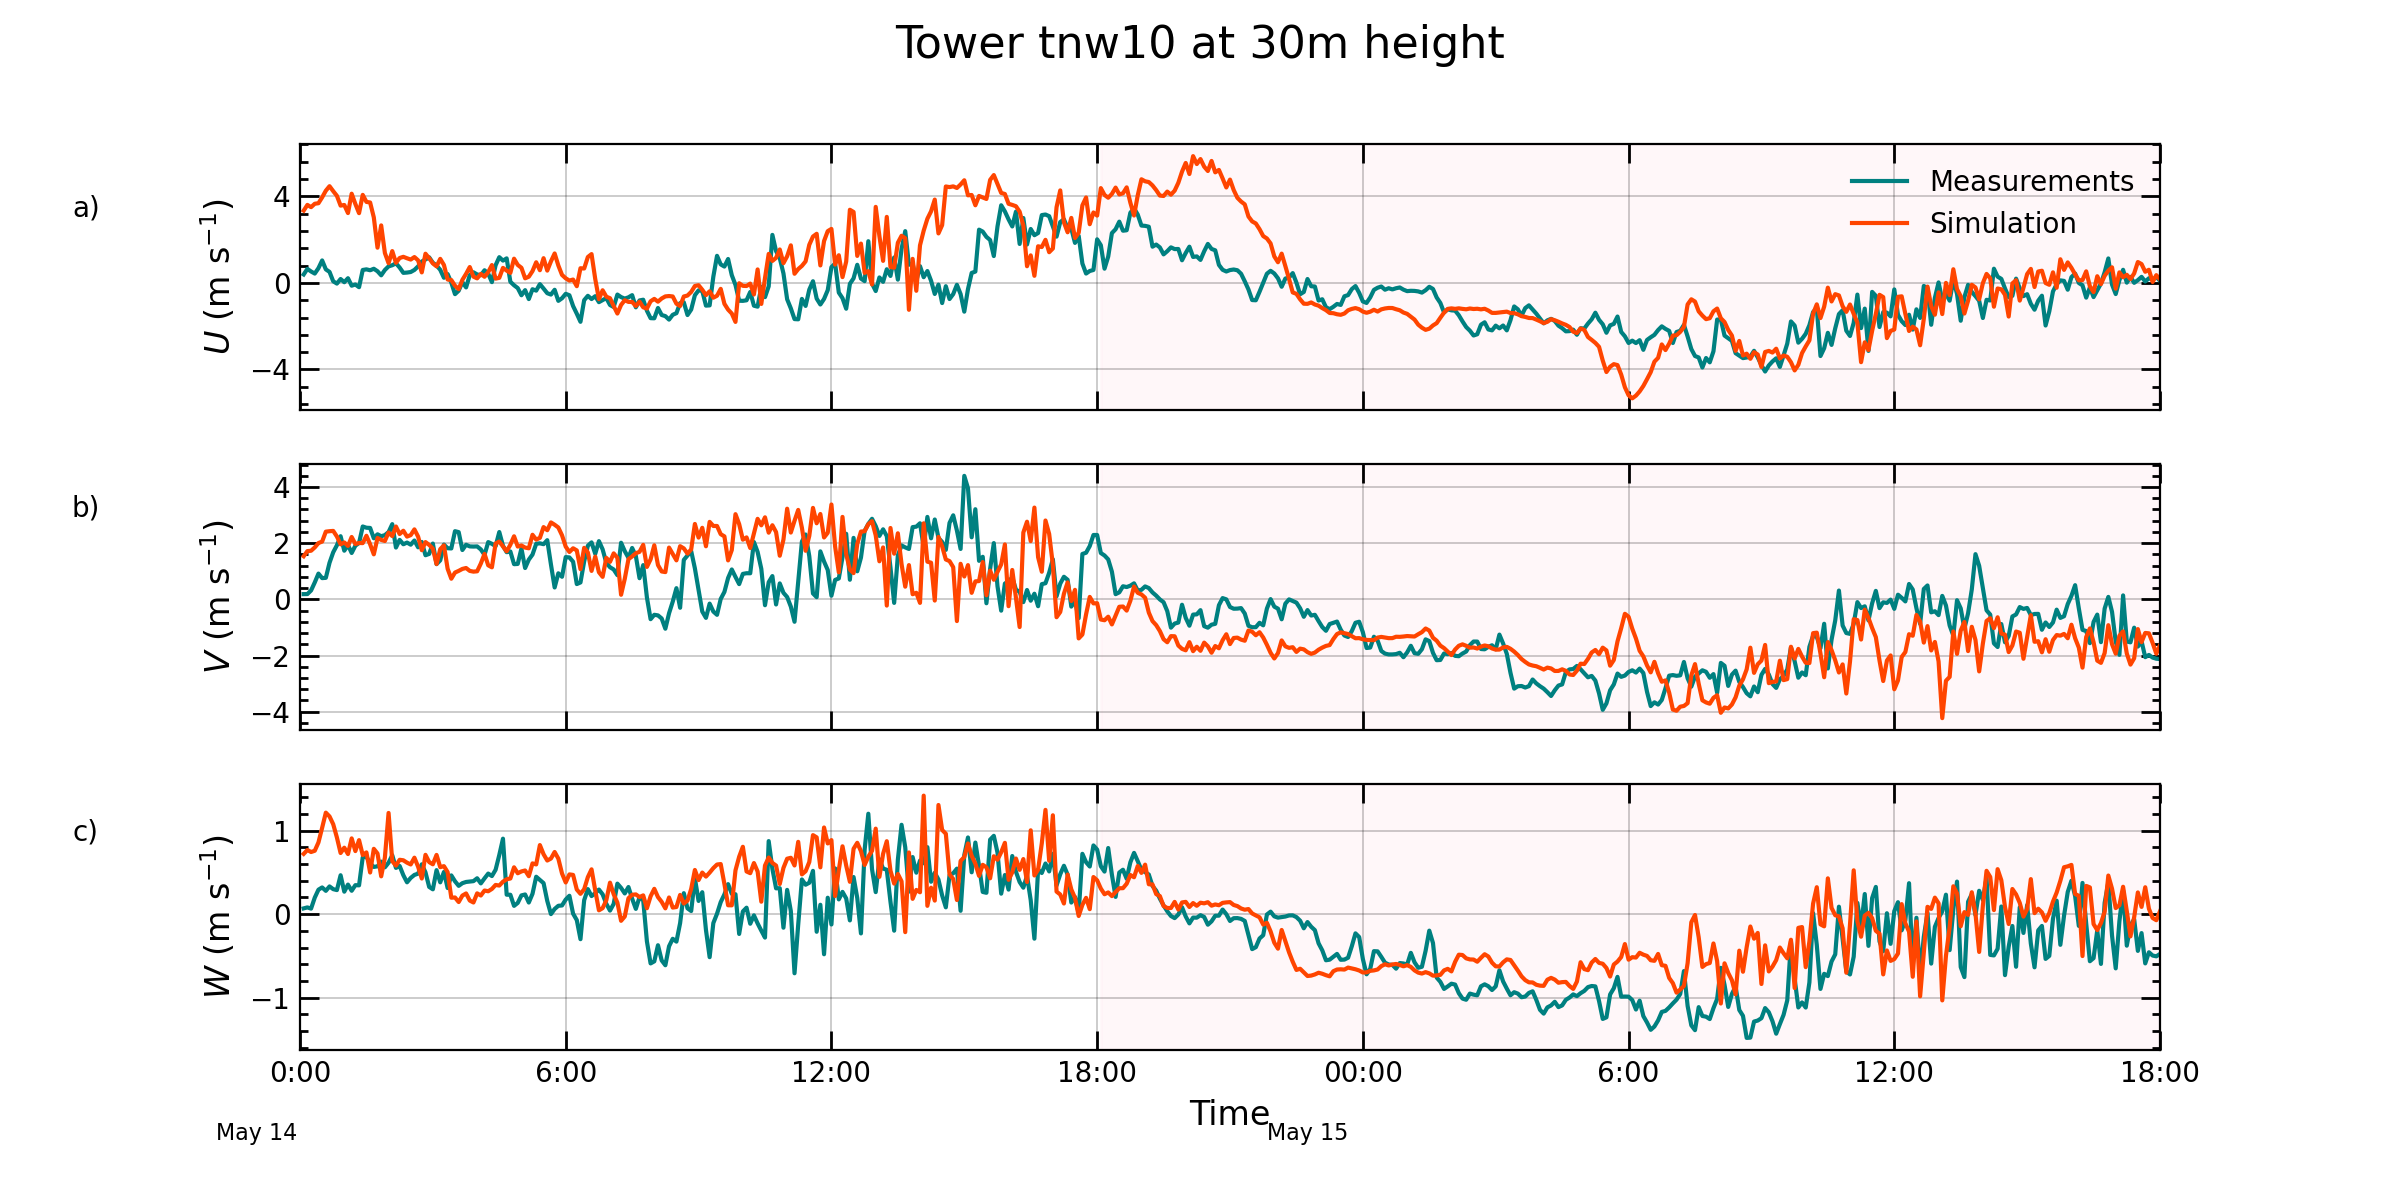 Tower tnw10 at 30m height
a)
U (m s⁻¹)
4
0
−4
Measurements
Simulation
b)
V (m s⁻¹)
4
2
0
−2
−4
c)
W (m s⁻¹)
1
0
−1
0:00 6:00 12:00 18:00 00:00 6:00 12:00 18:00
Time
May 14 May 15